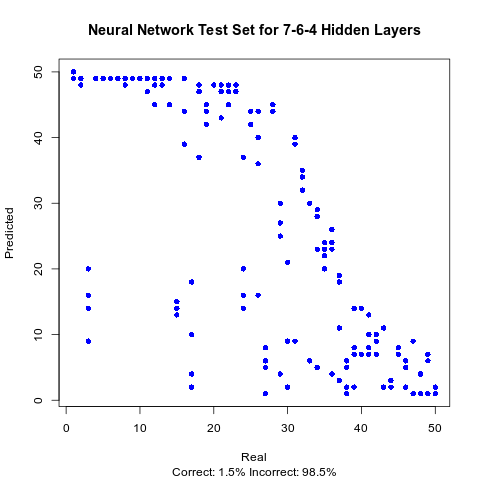 Neural Network Test Set for 7-6-4 Hidden Layers
Predicted
50
40
30
20
10
0
0 10 20 30 40 50
Real
Correct: 1.5% Incorrect: 98.5%